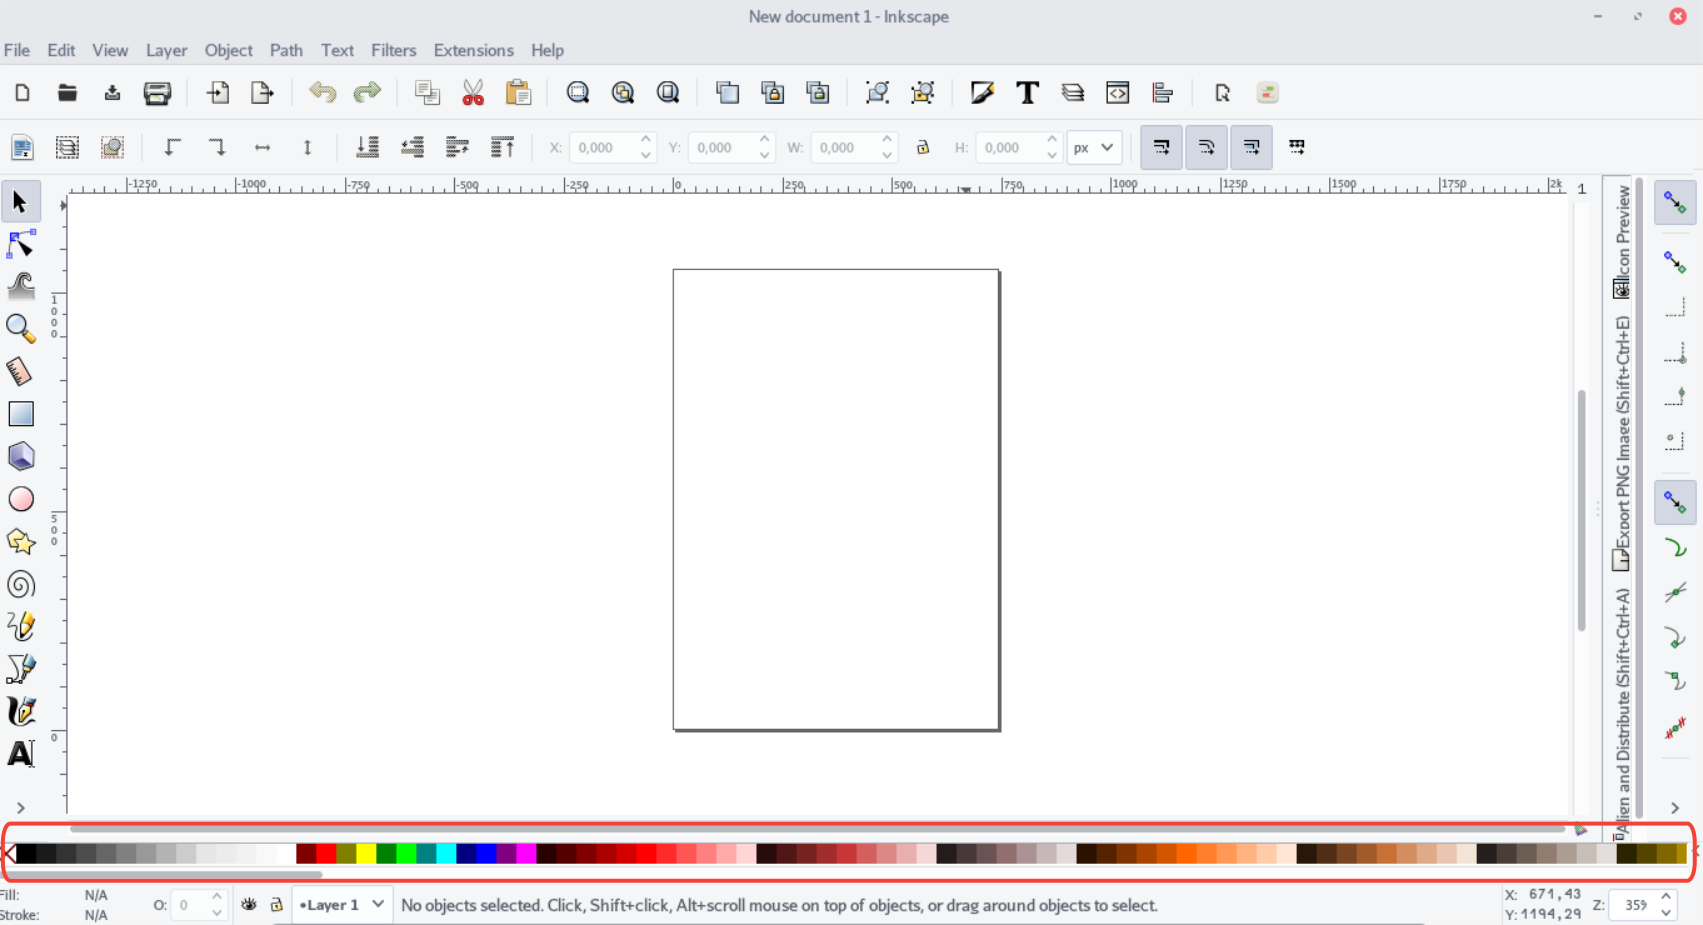 New document 1 - Inkscape
File Edit View Layer Object Path Text Filters Extensions Help
X: 0,000 Y: 0,000 W: 0,000 H: 0,000 px
-1250 -1000 -750 -500 -250 0 250 500 750 1000 1250 1500 1750 2k 1
1000
500
0
Icon Preview
Export PNG Image (Shift+Ctrl+E)
Align and Distribute (Shift+Ctrl+A)
Fill: N/A
Stroke: N/A
O: 0
•Layer 1
No objects selected. Click, Shift+click, Alt+scroll mouse on top of objects, or drag around objects to select.
X: 671,43
Y: 1194,29
Z: 35%